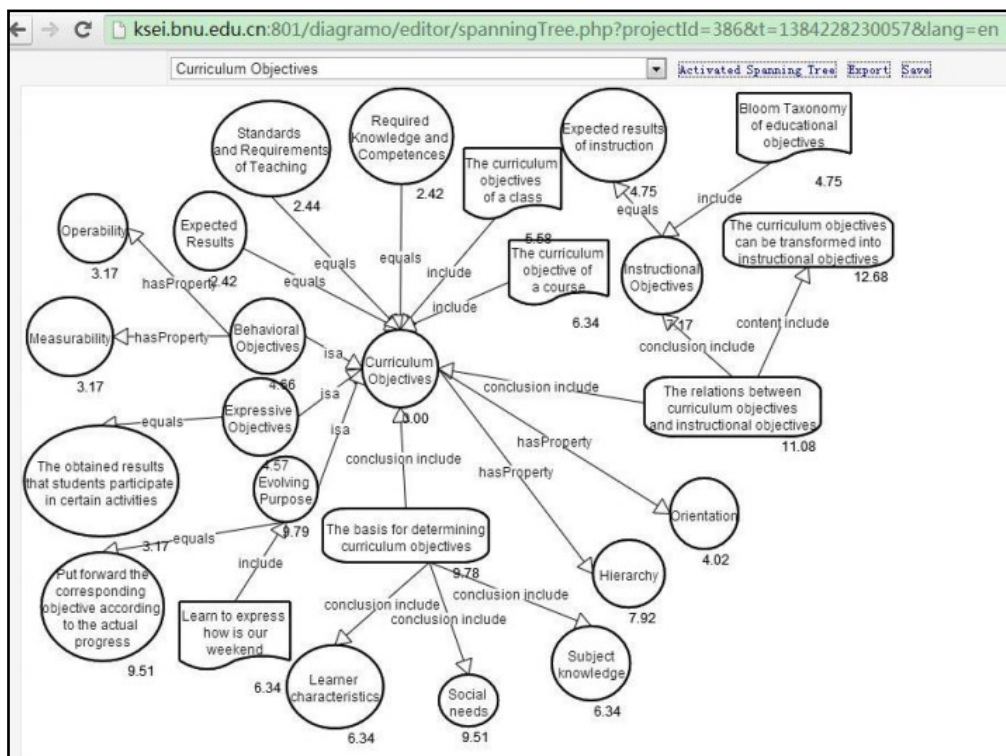 ksei.bnu.edu.cn:801/diagramo/editor/spanningTree.php?projectId=386&t=1384228230057&lang=en
Curriculum Objectives
Activated Spanning Tree Export Save
Standards
and Requirements
of Teaching
2.44
Required
Knowledge and
Competences
2.42
The curriculum
objectives
of a class
5.58
Expected results
of instruction
4.75
Bloom Taxonomy
of educational
objectives
4.75
Operability
3.17
Expected
Results
2.42
equals
equals
equals
include
include
equals
include
The curriculum
objective of
a course
6.34
Instructional
Objectives
7.17
The curriculum objectives
can be transformed into
instructional objectives
12.68
hasProperty
hasProperty
Measurability
3.17
Behavioral
Objectives
4.66
isa
isa
isa
Curriculum
Objectives
0.00
conclusion include
content include
conclusion include
The relations between
curriculum objectives
and instructional objectives
11.08
equals
Expressive
Objectives
4.57
The obtained results
that students participate
in certain activities
3.17
Evolving
Purpose
9.79
conclusion include
hasProperty
hasProperty
Orientation
4.02
Hierarchy
7.92
equals
include
Put forward the
corresponding
objective according
to the actual
progress
9.51
Learn to express
how is our
weekend
6.34
The basis for determining
curriculum objectives
9.78
conclusion include
conclusion include
conclusion include
Learner
characteristics
6.34
Social
needs
9.51
Subject
knowledge
6.34